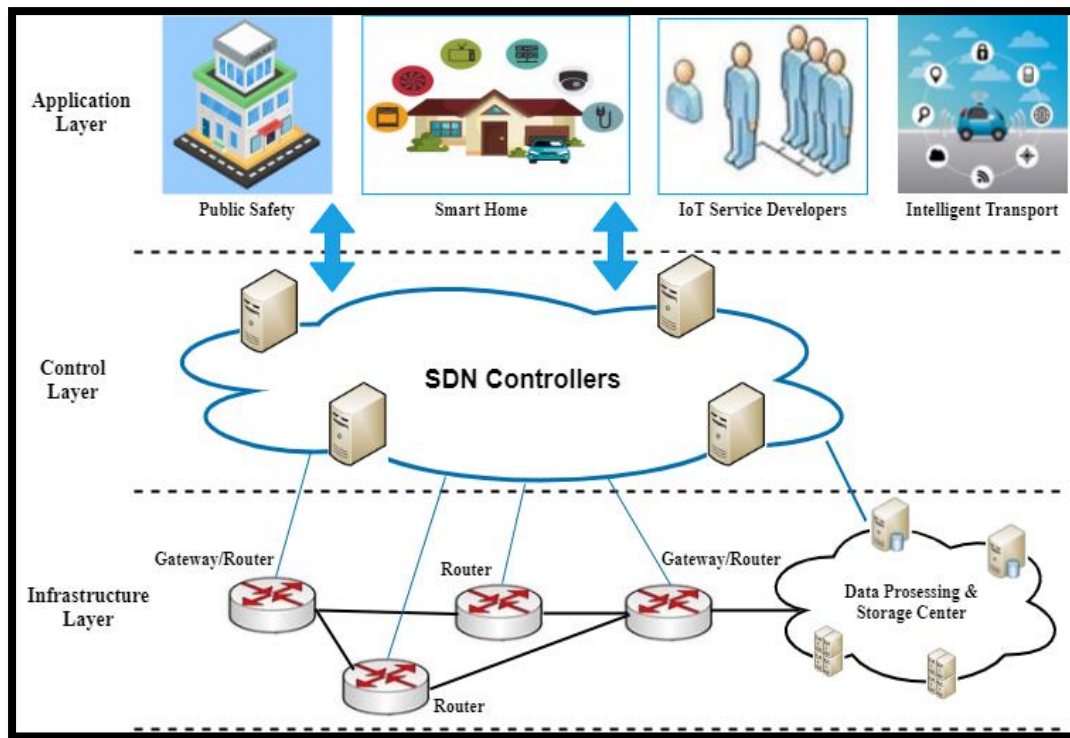 Application
Layer
Public Safety
Smart Home
IoT Service Developers
Intelligent Transport
Control
Layer
SDN Controllers
Infrastructure
Layer
Gateway/Router
Router
Gateway/Router
Router
Data Prosessing &
Storage Center